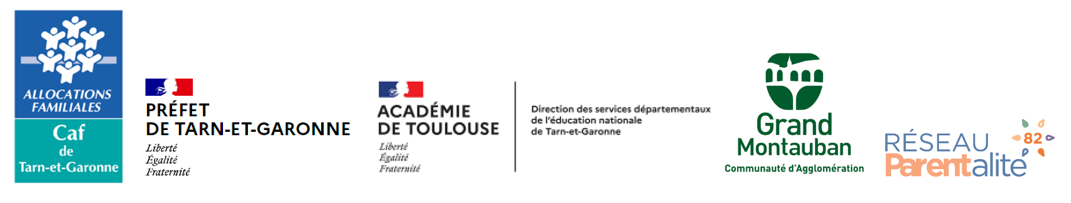 ALLOCATIONS
FAMILIALES
Caf
de
Tarn-et-Garonne
PRÉFET
DE TARN-ET-GARONNE
Liberté
Égalité
Fraternité
ACADÉMIE
DE TOULOUSE
Liberté
Égalité
Fraternité
Direction des services départementaux
de l'éducation nationale
de Tarn-et-Garonne
Grand
Montauban
Communauté d'Agglomération
RÉSEAU 82
Parentalité